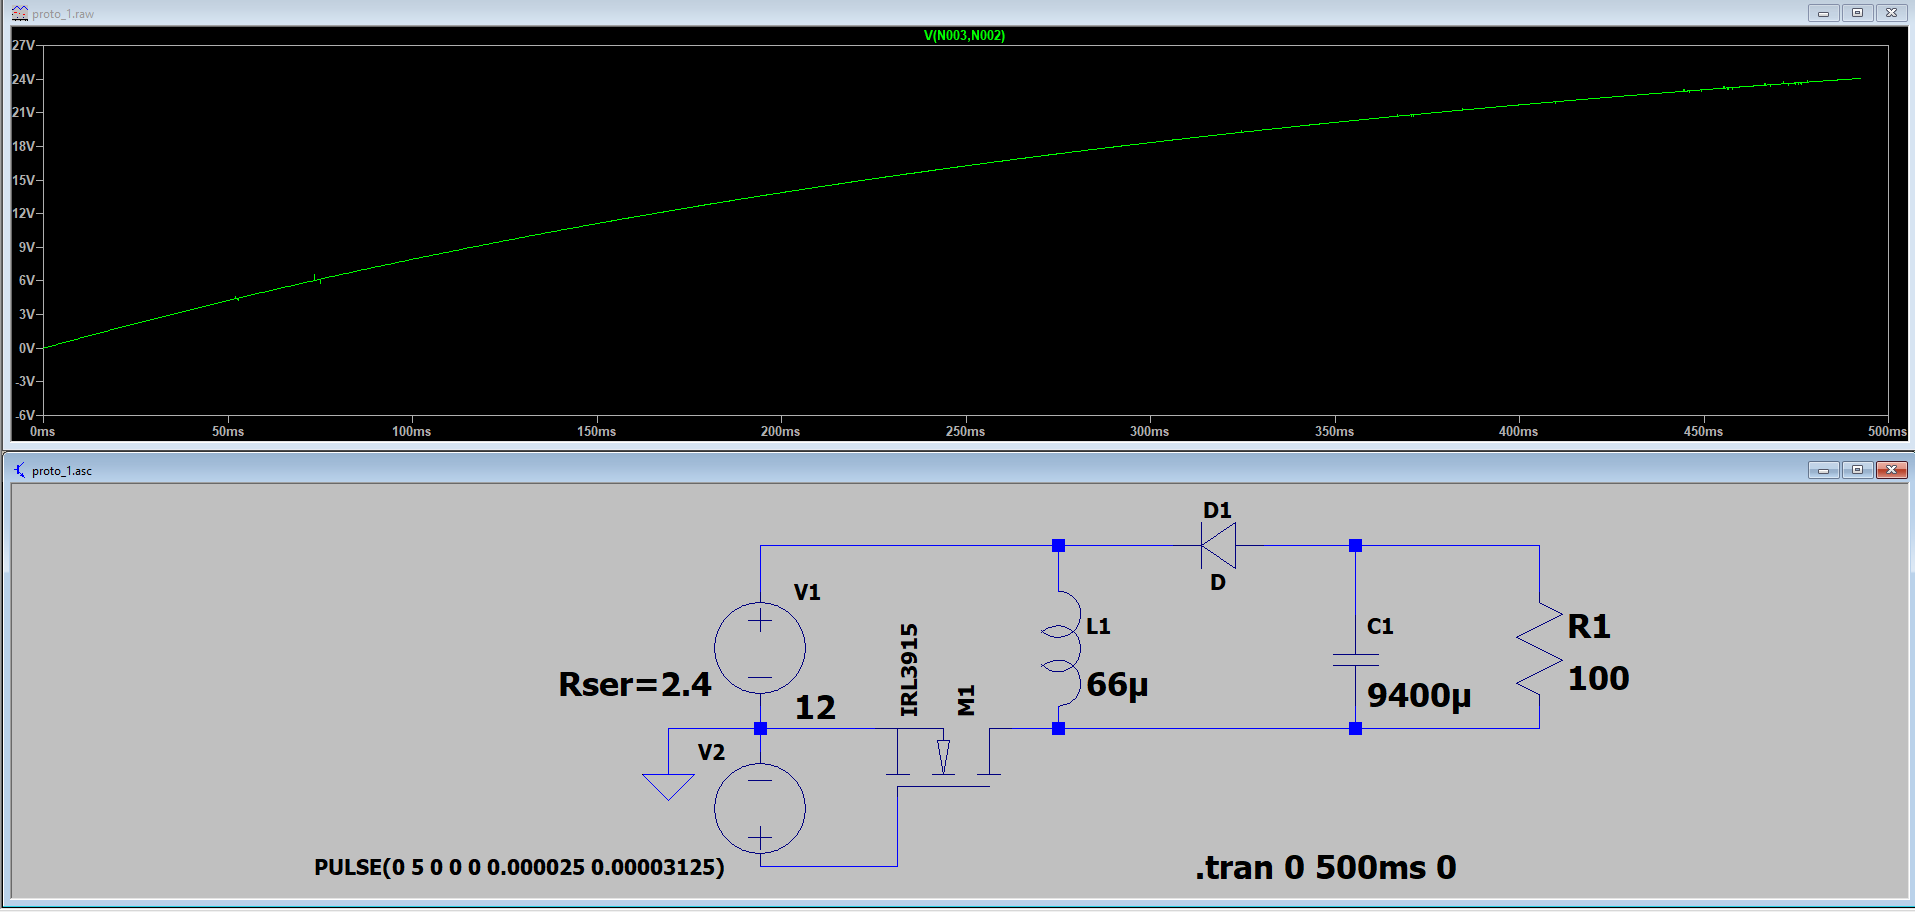 proto_1.raw
V(N003,N002)
27V
24V
21V
18V
15V
12V
9V
6V
3V
0V
-3V
-6V
0ms 50ms 100ms 150ms 200ms 250ms 300ms 350ms 400ms 450ms 500ms
proto_1.asc
D1
D
V1
Rser=2.4
12
IRL3915
M1
L1
66µ
C1
9400µ
R1
100
V2
PULSE(0 5 0 0 0 0.000025 0.00003125)
.tran 0 500ms 0